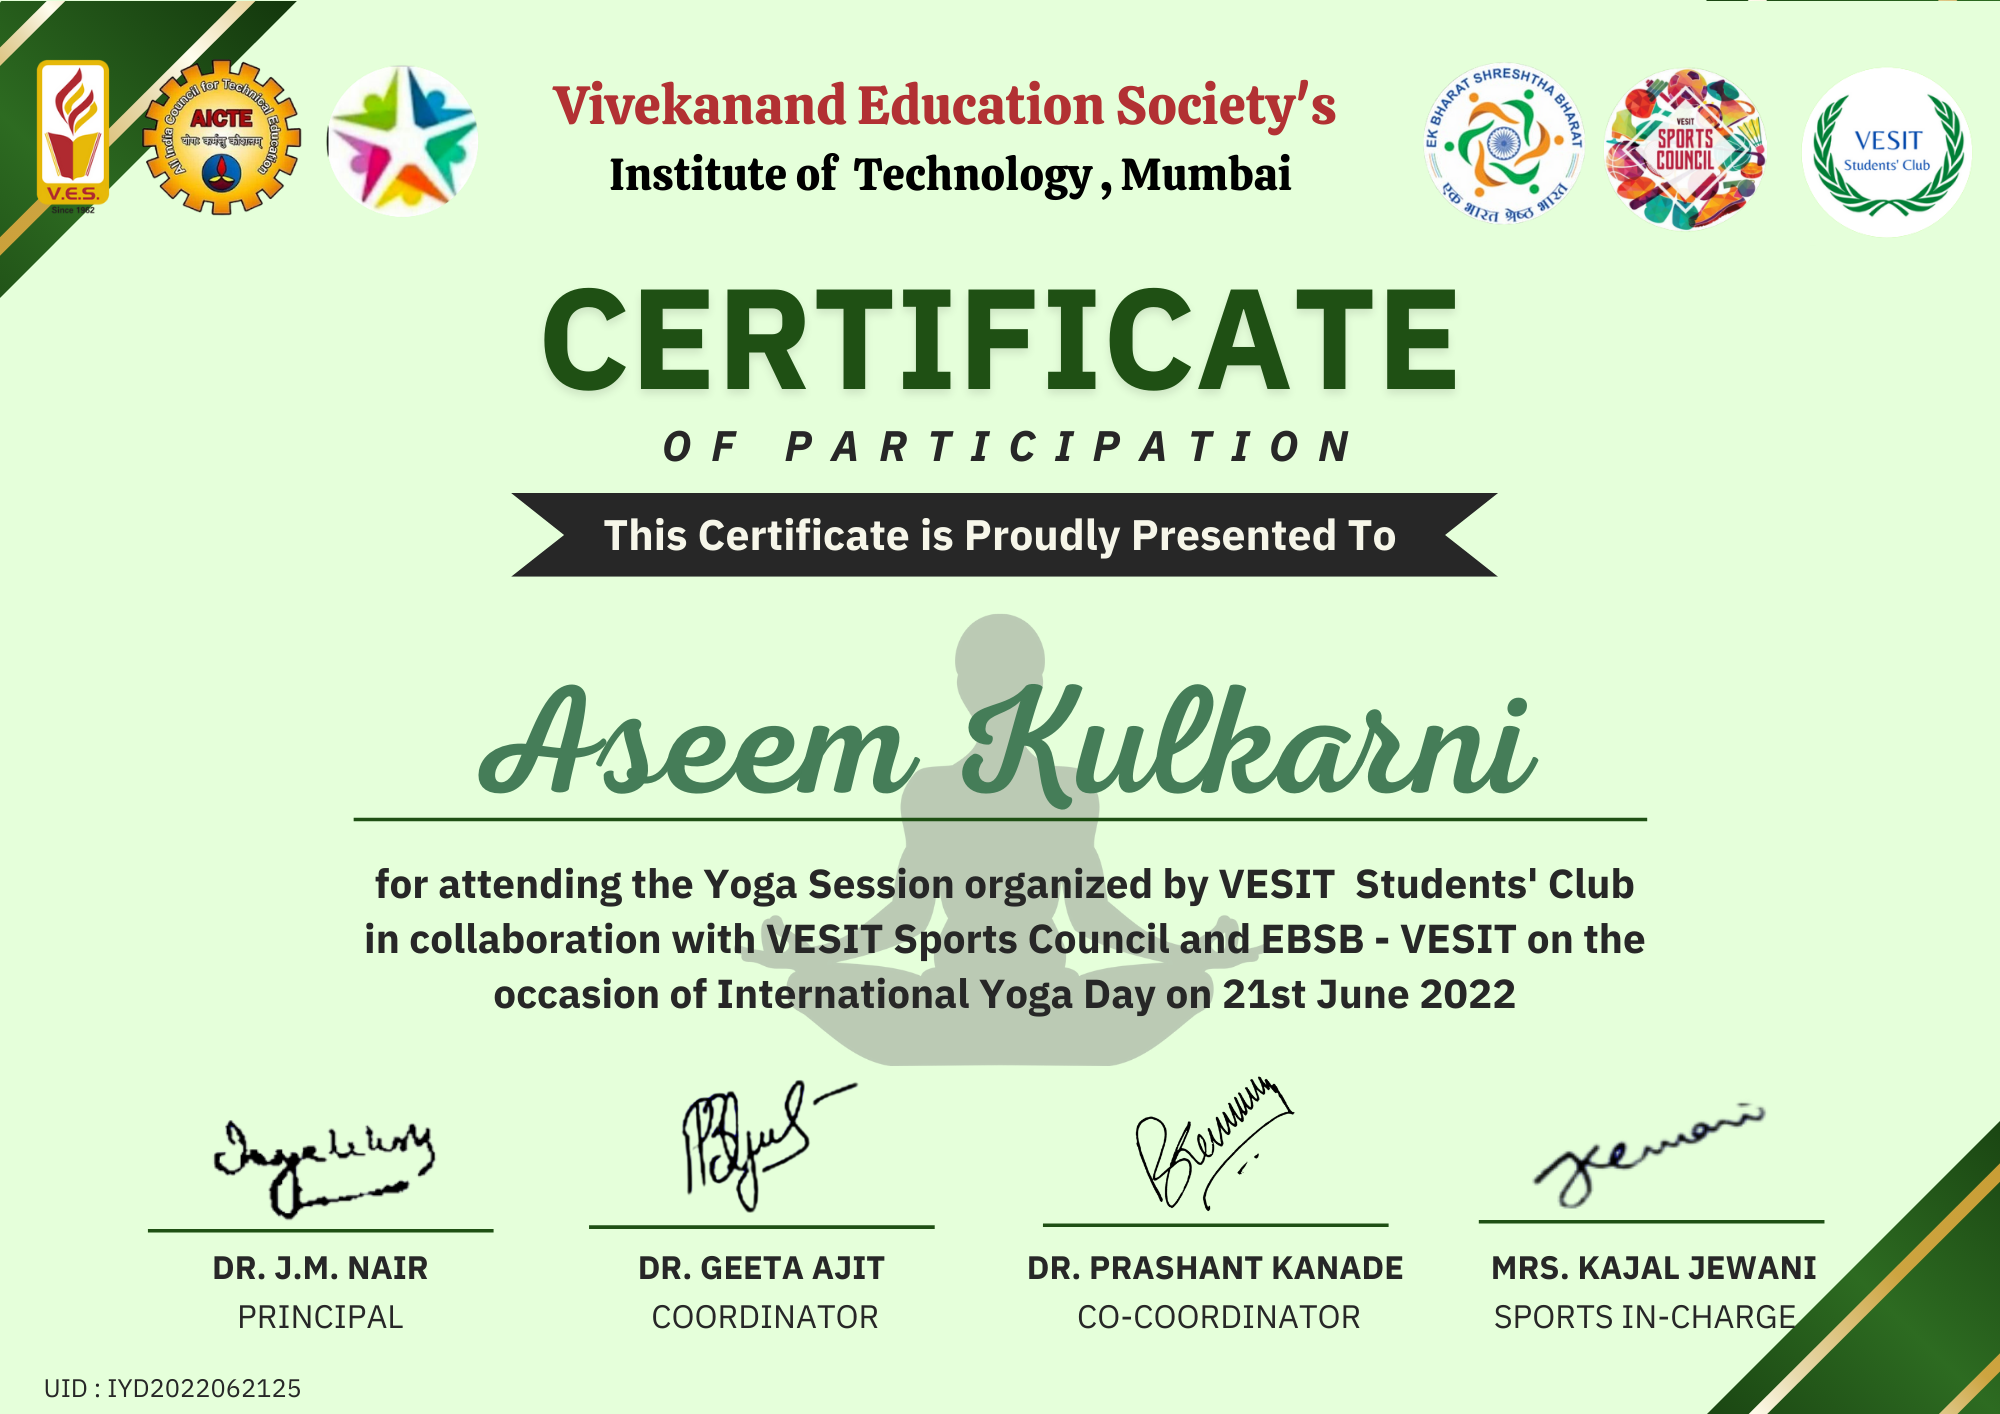 V.E.S.
Since 1962
All India Council for Technical Education
AICTE
योगः कर्मसु कौशलम्
Vivekanand Education Society's
Institute of Technology , Mumbai
EK BHARAT SHRESHTHA BHARAT
एक भारत श्रेष्ठ भारत
VESIT
SPORTS
COUNCIL
VESIT
Students' Club
CERTIFICATE
OF PARTICIPATION
This Certificate is Proudly Presented To
Aseem Kulkarni
for attending the Yoga Session organized by VESIT Students' Club
in collaboration with VESIT Sports Council and EBSB - VESIT on the
occasion of International Yoga Day on 21st June 2022
DR. J.M. NAIR
PRINCIPAL
DR. GEETA AJIT
COORDINATOR
DR. PRASHANT KANADE
CO-COORDINATOR
MRS. KAJAL JEWANI
SPORTS IN-CHARGE
UID : IYD2022062125